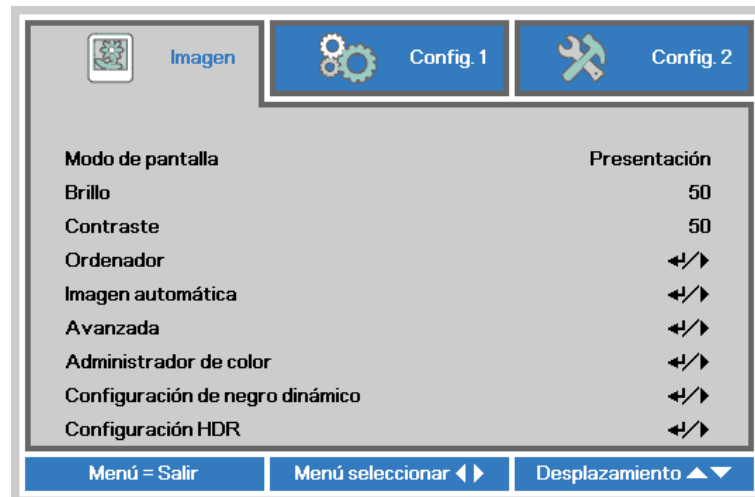 Imagen Config. 1 Config. 2
Modo de pantalla Presentación
Brillo 50
Contraste 50
Ordenador
Imagen automática
Avanzada
Administrador de color
Configuración de negro dinámico
Configuración HDR
Menú = Salir Menú seleccionar Desplazamiento